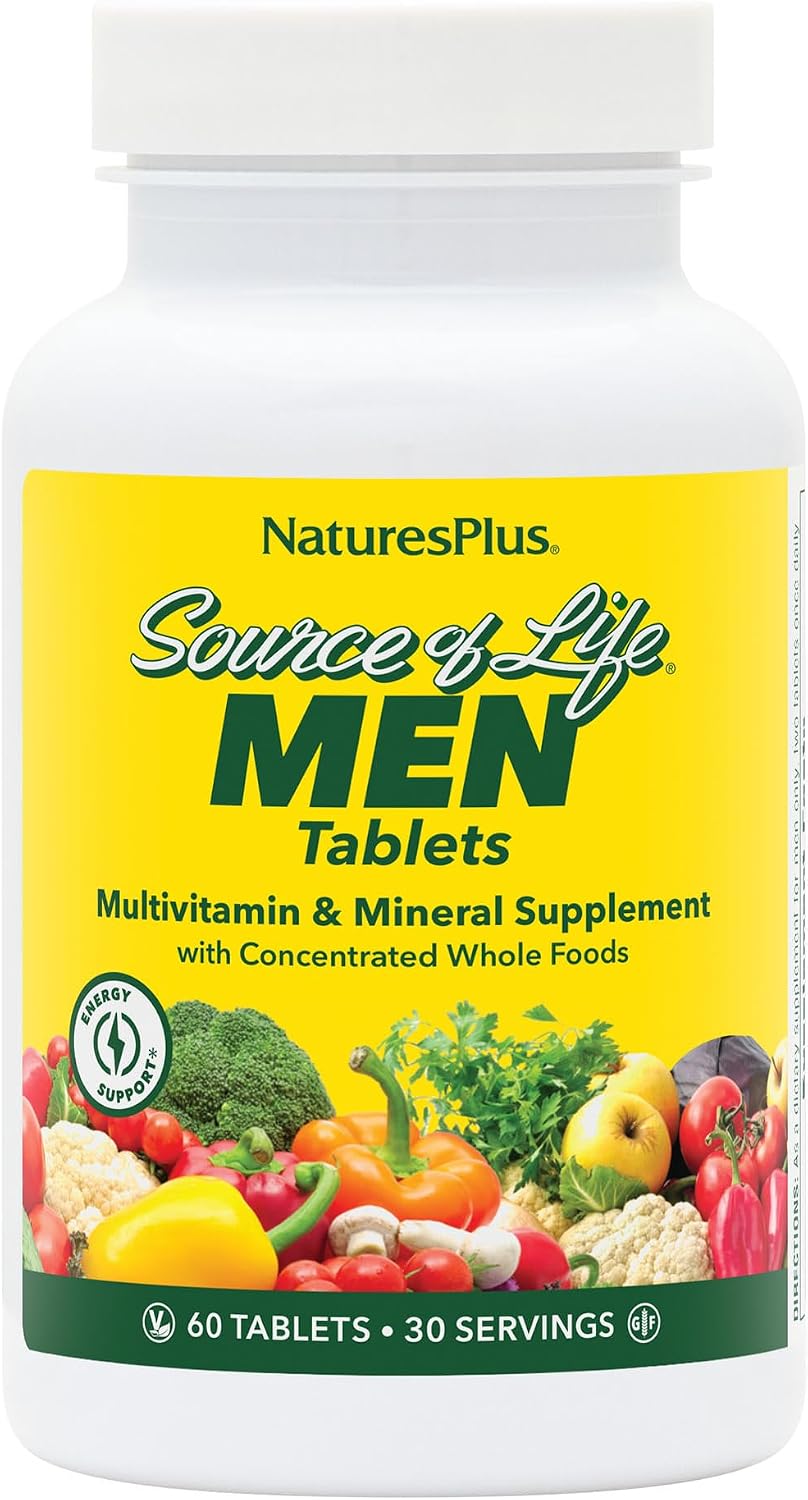 NaturesPlus®
Source of Life®
MEN
Tablets
Multivitamin & Mineral Supplement
with Concentrated Whole Foods
ENERGY
SUPPORT*
V 60 TABLETS • 30 SERVINGS GF
DIRECTIONS: As a dietary supplement for men only, two tablets once daily